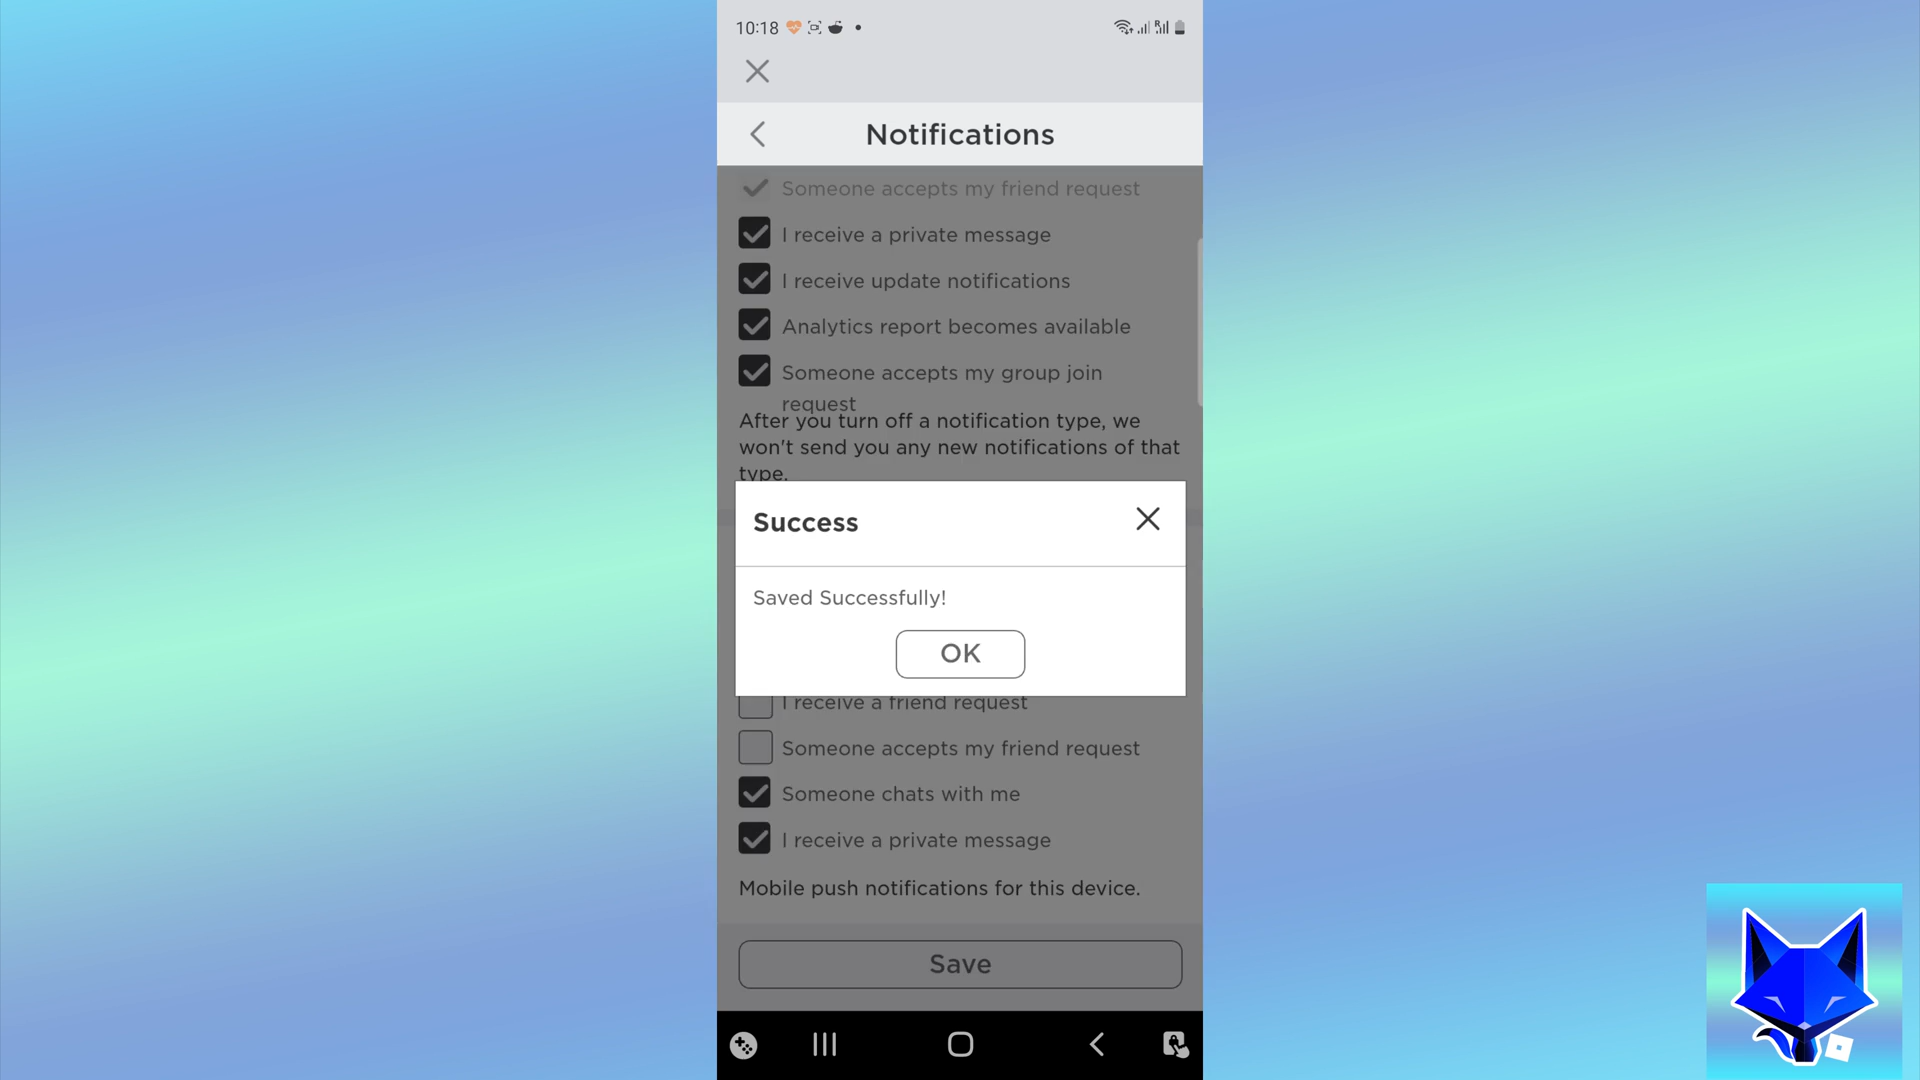 10:18
Notifications
Someone accepts my friend request
I receive a private message
I receive update notifications
Analytics report becomes available
Someone accepts my group join
request
After you turn off a notification type, we
won't send you any new notifications of that
type.
Success
Saved Successfully!
OK
I receive a friend request
Someone accepts my friend request
Someone chats with me
I receive a private message
Mobile push notifications for this device.
Save